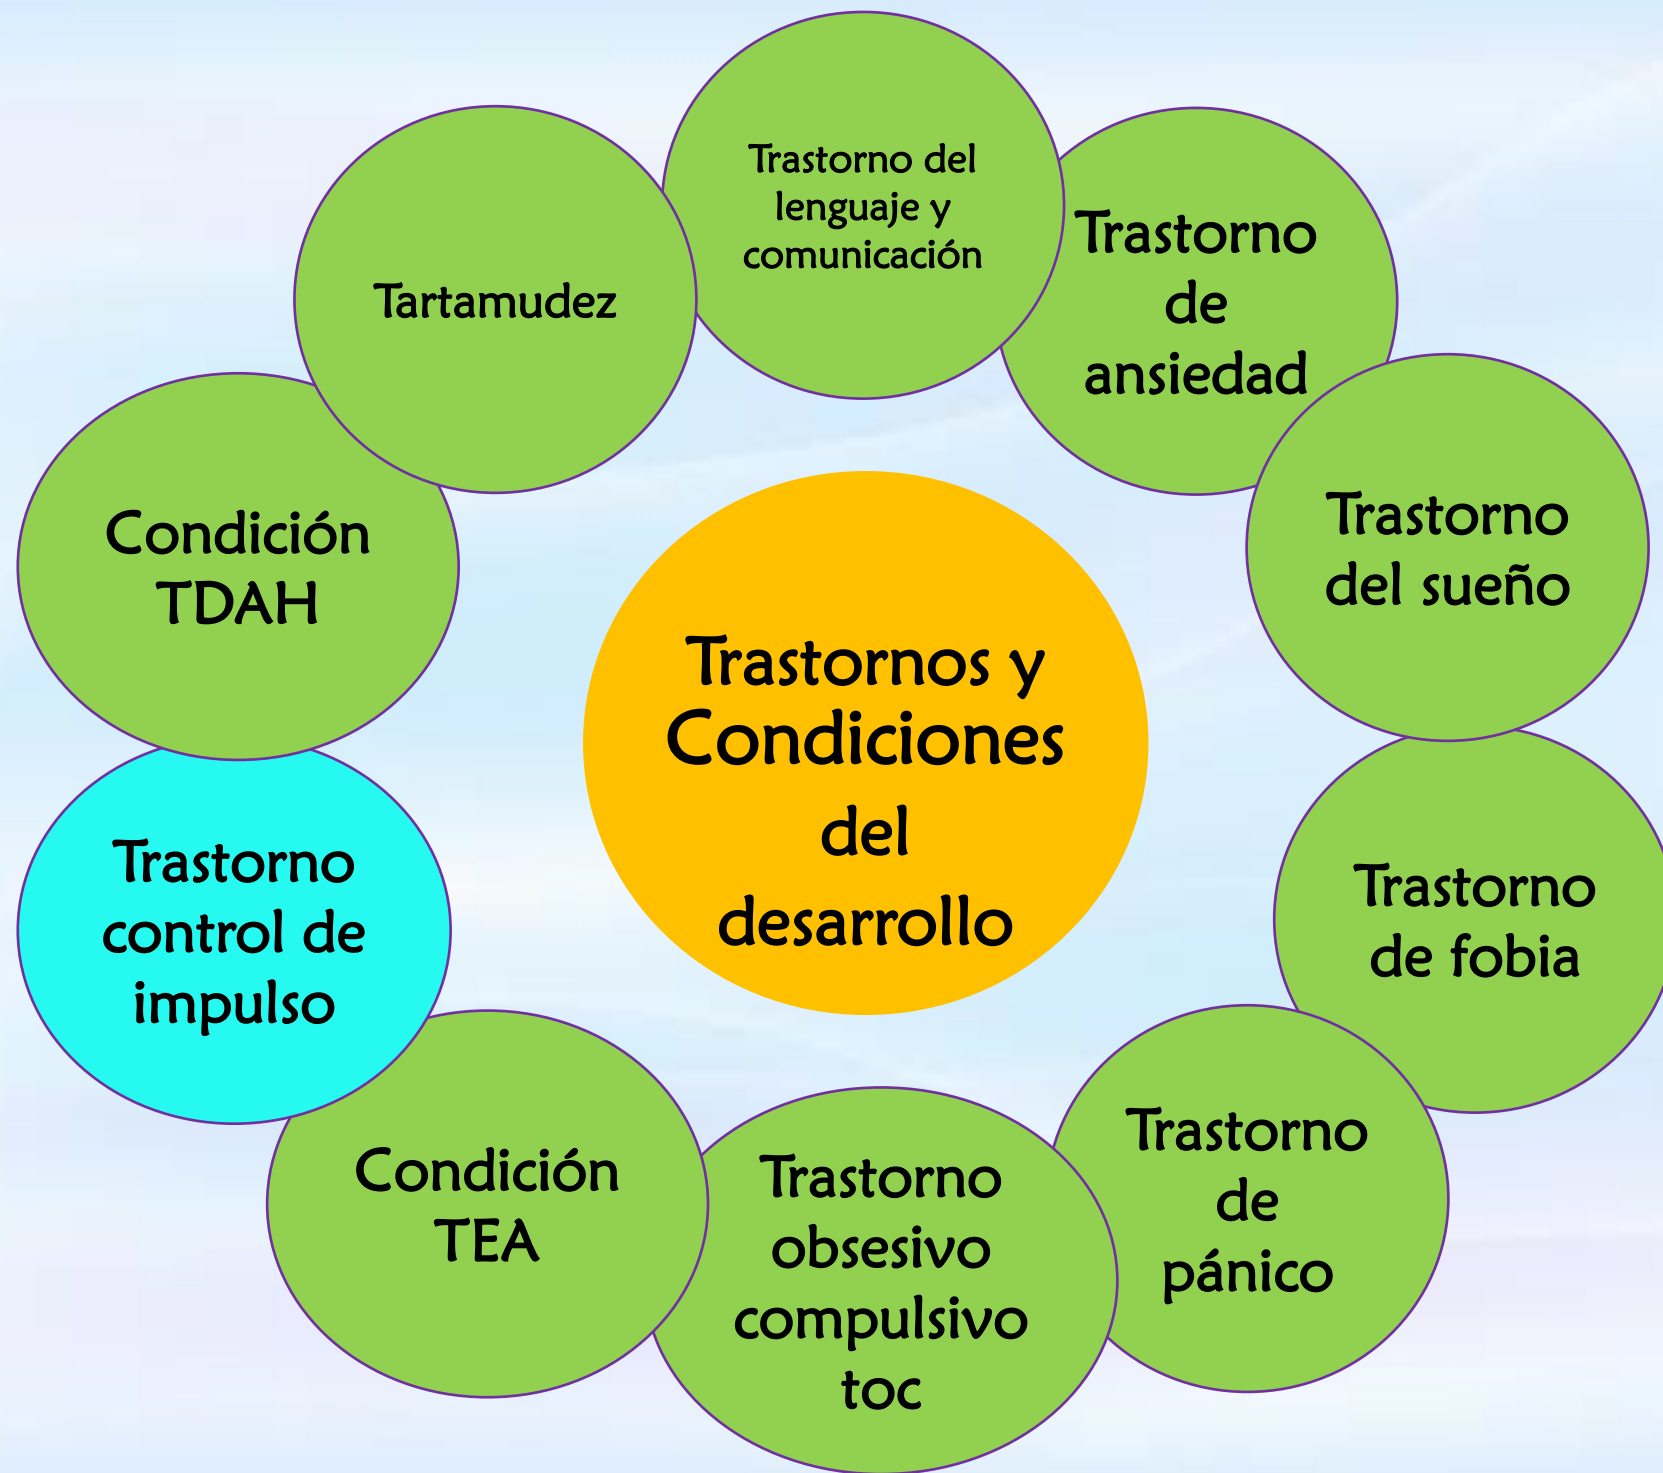 Trastorno del
lenguaje y
comunicación
Trastorno
de
ansiedad
Trastorno
del sueño
Trastorno
de fobia
Trastorno
de
pánico
Trastorno
obsesivo
compulsivo
toc
Condición
TEA
Trastorno
control de
impulso
Condición
TDAH
Tartamudez
Trastornos y
Condiciones
del
desarrollo